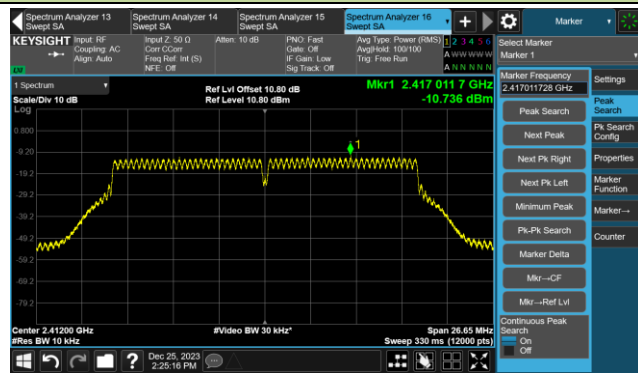 Spectrum Analyzer 13
Swept SA
Spectrum Analyzer 14
Swept SA
Spectrum Analyzer 15
Swept SA
Spectrum Analyzer 16
Swept SA
+
Marker
KEYSIGHT
Input: RF
Coupling: AC
Align: Auto
Input Z: 50 Ω
Corr CCorr
Freq Ref: Int (S)
NFE: Off
Atten: 10 dB
PNO: Fast
Gate: Off
IF Gain: Low
Sig Track: Off
Avg Type: Power (RMS)
Avg|Hold: 100/100
Trig: Free Run
1 2 3 4 5 6
A W W W W W
A N N N N N
Select Marker
Marker 1
1 Spectrum
Scale/Div 10 dB
Ref Lvl Offset 10.80 dB
Ref Level 10.80 dBm
Mkr1 2.417 011 7 GHz
-10.736 dBm
Log
0.800
-9.20
-19.2
-29.2
-39.2
-49.2
-59.2
-69.2
-79.2
1
Center 2.41200 GHz
#Res BW 10 kHz
#Video BW 30 kHz*
Span 26.65 MHz
Sweep 330 ms (12000 pts)
Marker Frequency
2.417011728 GHz
Peak Search
Next Peak
Next Pk Right
Next Pk Left
Minimum Peak
Pk-Pk Search
Marker Delta
Mkr→CF
Mkr→Ref Lvl
Continuous Peak
Search
On
Off
Settings
Peak
Search
Pk Search
Config
Properties
Marker
Function
Marker→
Counter
?
Dec 25, 2023
2:25:16 PM